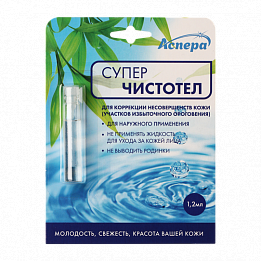 Аспера
СУПЕР
ЧИСТОТЕЛ
ДЛЯ КОРРЕКЦИИ НЕСОВЕРШЕНСТВ КОЖИ
(УЧАСТКОВ ИЗБЫТОЧНОГО ОРОГОВЕНИЯ)
• ДЛЯ НАРУЖНОГО ПРИМЕНЕНИЯ
• НЕ ПРИМЕНЯТЬ ЖИДКОСТЬ
ДЛЯ УХОДА ЗА КОЖЕЙ ЛИЦА
• НЕ ВЫВОДИТЬ РОДИНКИ
1,2мл
МОЛОДОСТЬ, СВЕЖЕСТЬ, КРАСОТА ВАШЕЙ КОЖИ